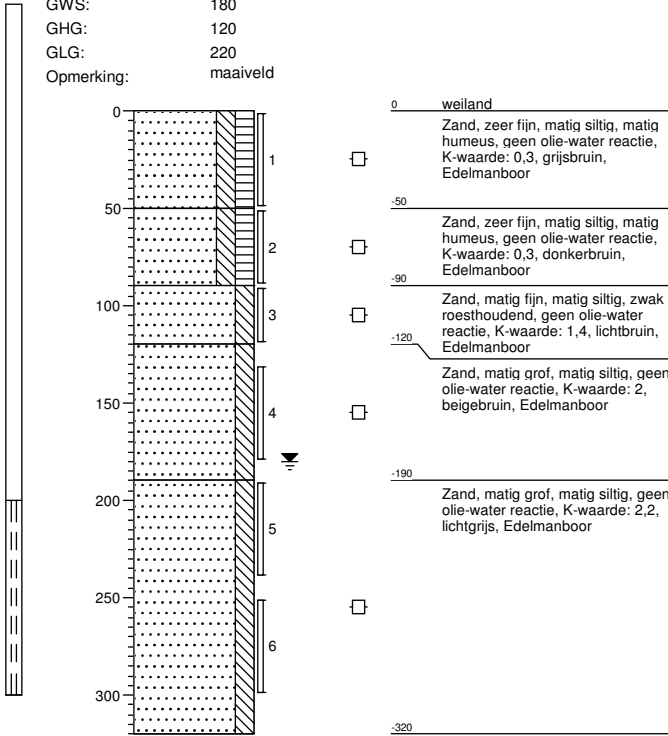 GWS: 180
GHG: 120
GLG: 220
Opmerking: maaiveld
0
50
100
150
200
250
300
1
2
3
4
5
6
0 weiland
Zand, zeer fijn, matig siltig, matig
humeus, geen olie-water reactie,
K-waarde: 0,3, grijsbruin,
Edelmanboor
-50
Zand, zeer fijn, matig siltig, matig
humeus, geen olie-water reactie,
K-waarde: 0,3, donkerbruin,
Edelmanboor
-90
Zand, matig fijn, matig siltig, zwak
roesthoudend, geen olie-water
reactie, K-waarde: 1,4, lichtbruin,
Edelmanboor
-120
Zand, matig grof, matig siltig, geen
olie-water reactie, K-waarde: 2,
beigebruin, Edelmanboor
-190
Zand, matig grof, matig siltig, geen
olie-water reactie, K-waarde: 2,2,
lichtgrijs, Edelmanboor
-320